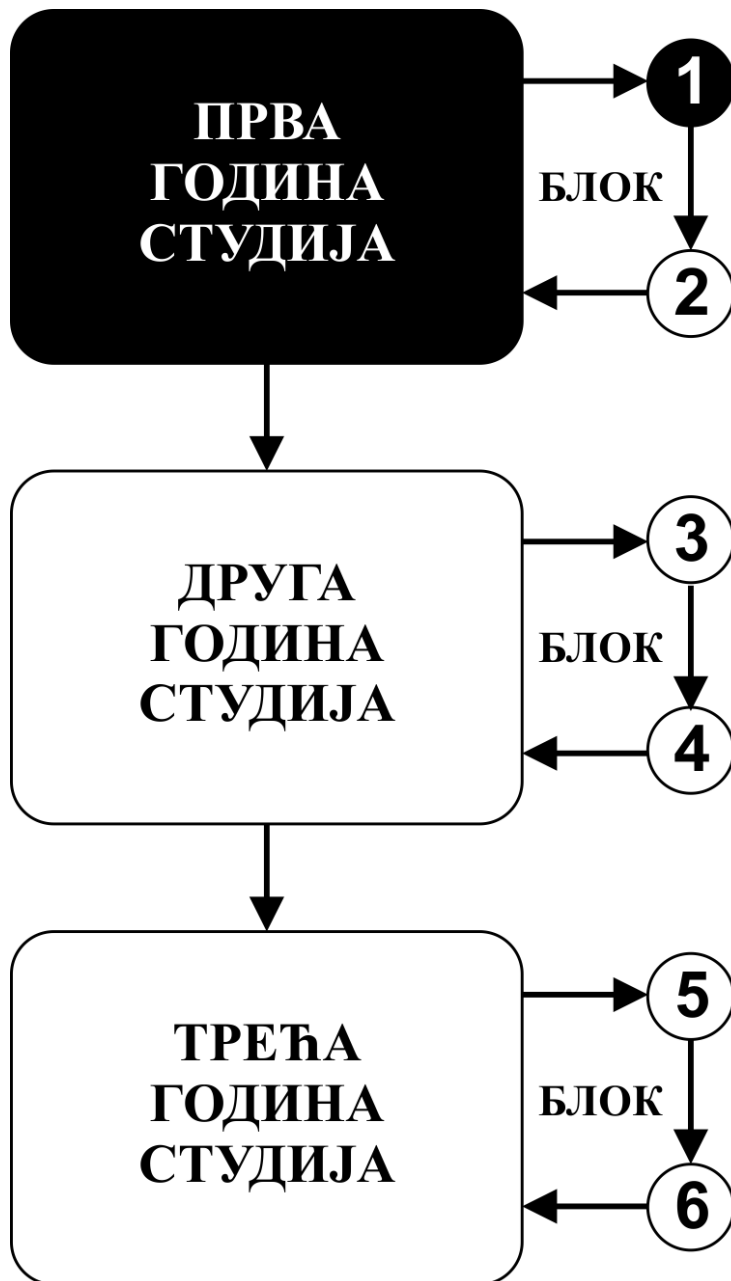 ПРВА
ГОДИНА
СТУДИЈА
1
БЛОК
2
ДРУГА
ГОДИНА
СТУДИЈА
3
БЛОК
4
ТРЕЋА
ГОДИНА
СТУДИЈА
5
БЛОК
6